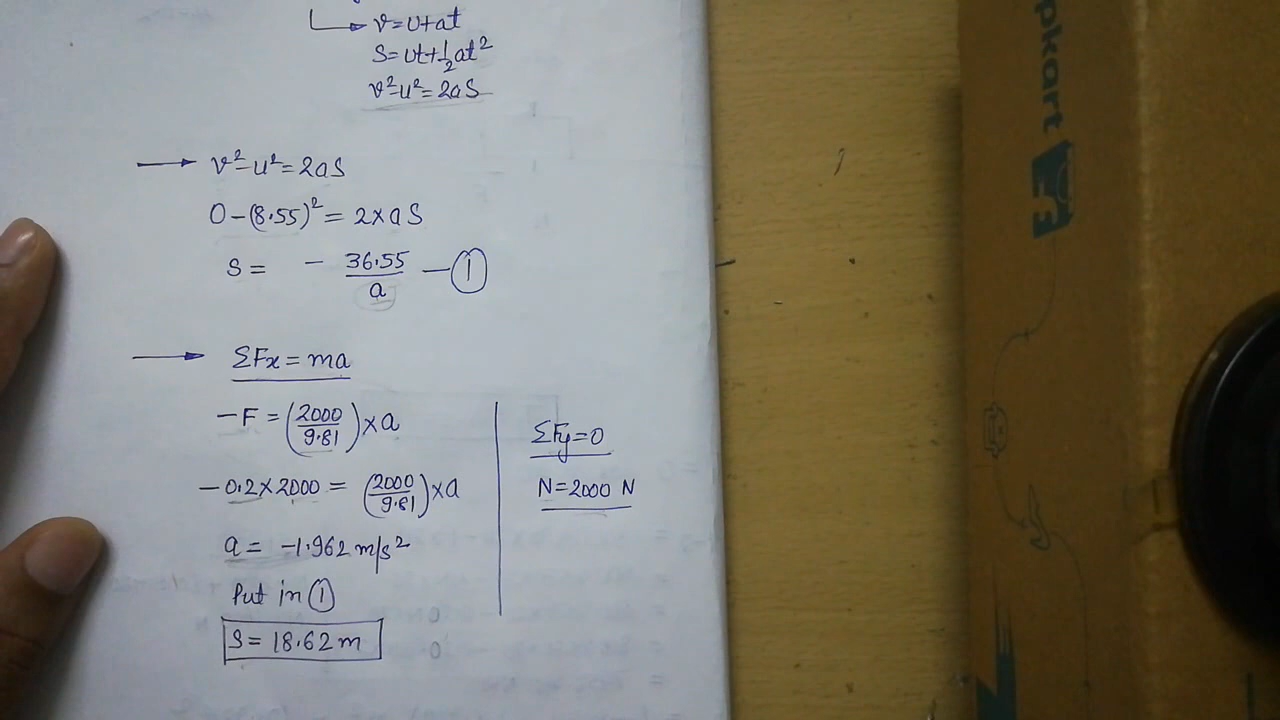 v=u+at
S=ut+½at²
v²-u²=2aS
→ v²-u²=2aS
0-(8.55)²=2×aS
S= - 36.55/a —①
→ ΣFx=ma
-F=(2000/9.81)×a
-0.2×2000=(2000/9.81)×a
a= -1.962 m/s²
Put in ①
S=18.62 m
ΣFy=0
N=2000 N
pkart